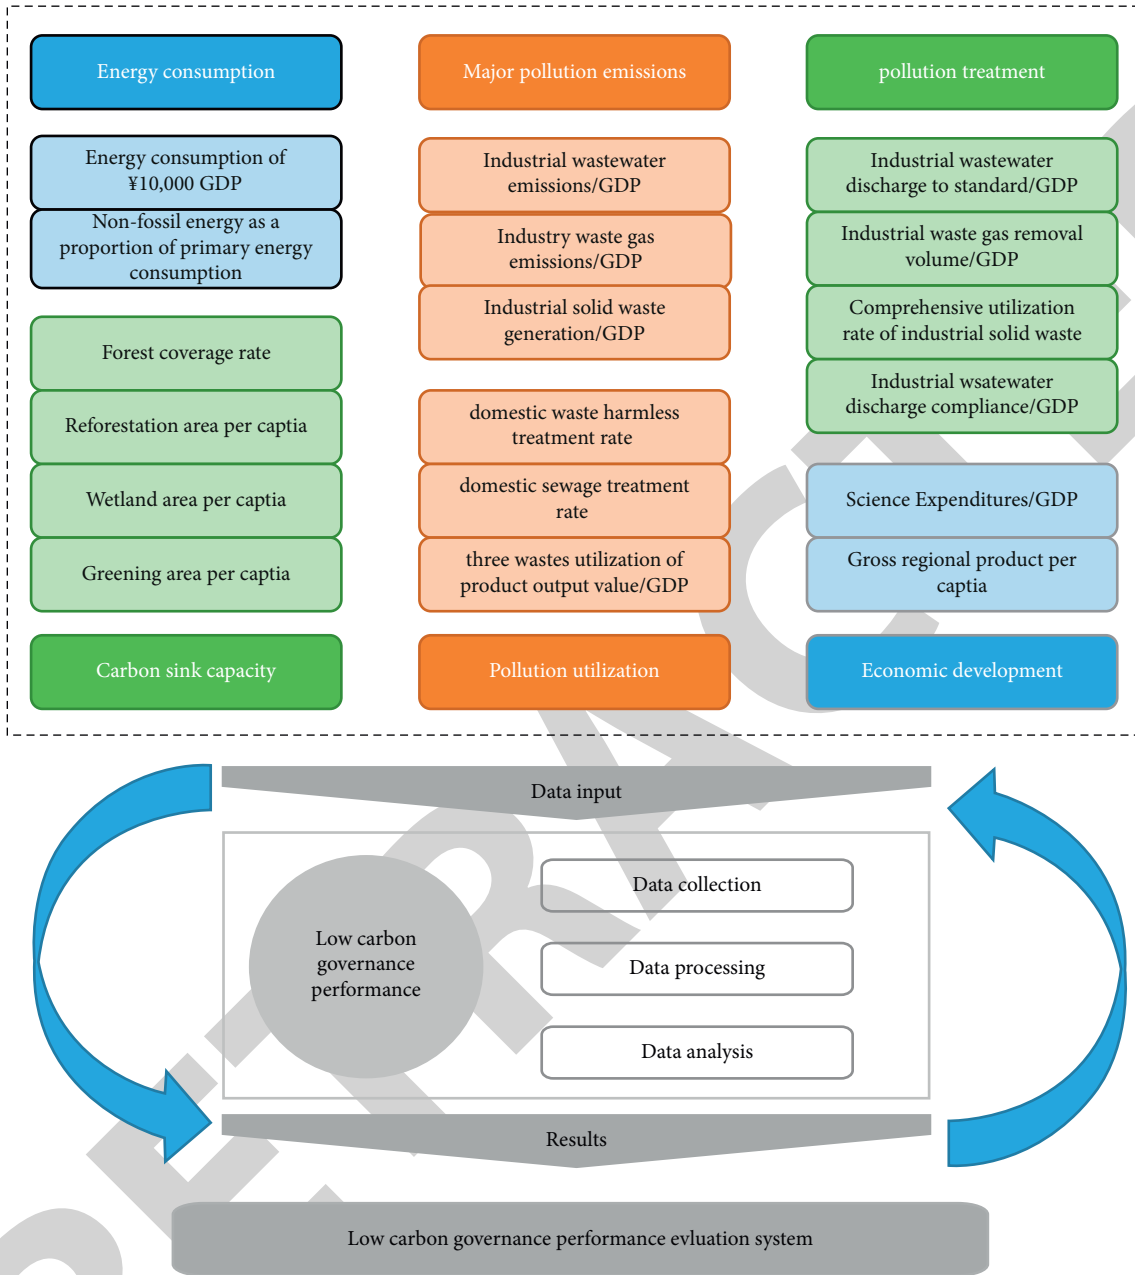 Energy consumption
Energy consumption of
¥10,000 GDP
Non-fossil energy as a
proportion of primary energy
consumption
Forest coverage rate
Reforestation area per captia
Wetland area per captia
Greening area per captia
Carbon sink capacity
Major pollution emissions
Industrial wastewater
emissions/GDP
Industry waste gas
emissions/GDP
Industrial solid waste
generation/GDP
domestic waste harmless
treatment rate
domestic sewage treatment
rate
three wastes utilization of
product output value/GDP
Pollution utilization
pollution treatment
Industrial wastewater
discharge to standard/GDP
Industrial waste gas removal
volume/GDP
Comprehensive utilization
rate of industrial solid waste
Industrial wsatewater
discharge compliance/GDP
Science Expenditures/GDP
Gross regional product per
captia
Economic development
Data input
Low carbon
governance
performance
Data collection
Data processing
Data analysis
Results
Low carbon governance performance evluation system
RETRACTED